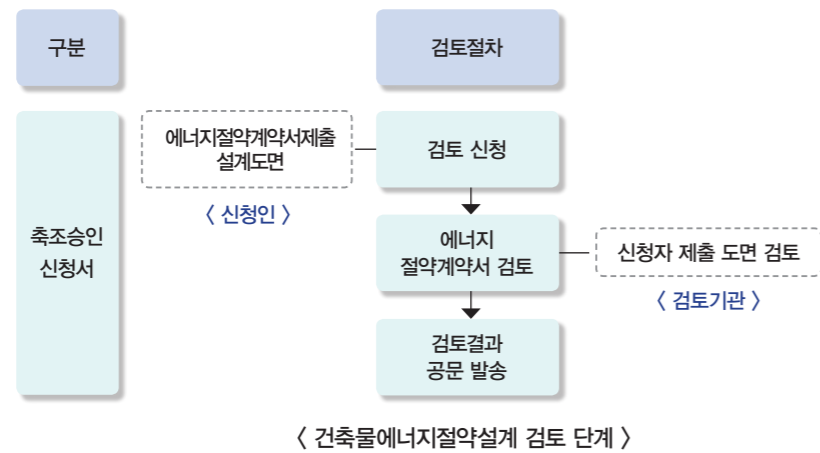 구분
검토절차
에너지절약계약서제출
설계도면
검토 신청
〈 신청인 〉
축조승인
신청서
에너지
절약계약서 검토
신청자 제출 도면 검토
〈 검토기관 〉
검토결과
공문 발송
〈 건축물에너지절약설계 검토 단계 〉